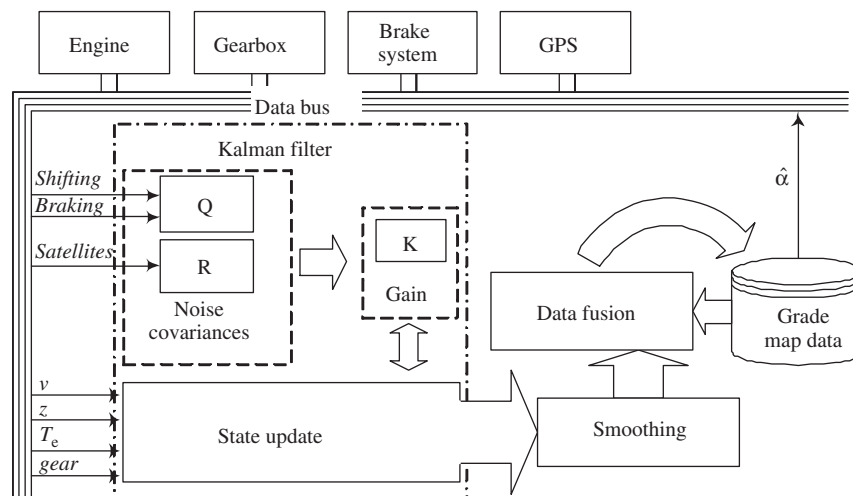 Engine
Gearbox
Brake
system
GPS
Data bus
Kalman filter
Shifting
Braking
Satellites
Q
R
Noise
covariances
K
Gain
α̂
Data fusion
Grade
map data
v
z
Te
gear
State update
Smoothing